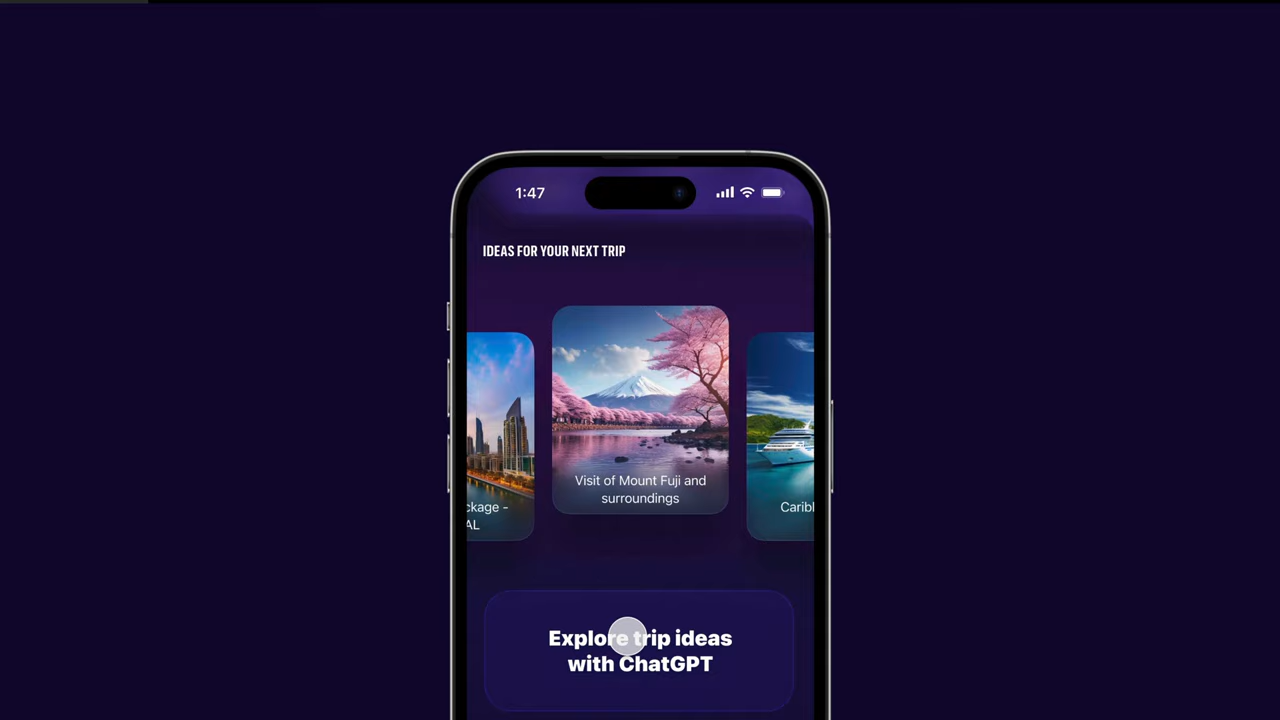 1:47
IDEAS FOR YOUR NEXT TRIP
Visit of Mount Fuji and
surroundings
ckage -
AL
Carib
Explore trip ideas
with ChatGPT